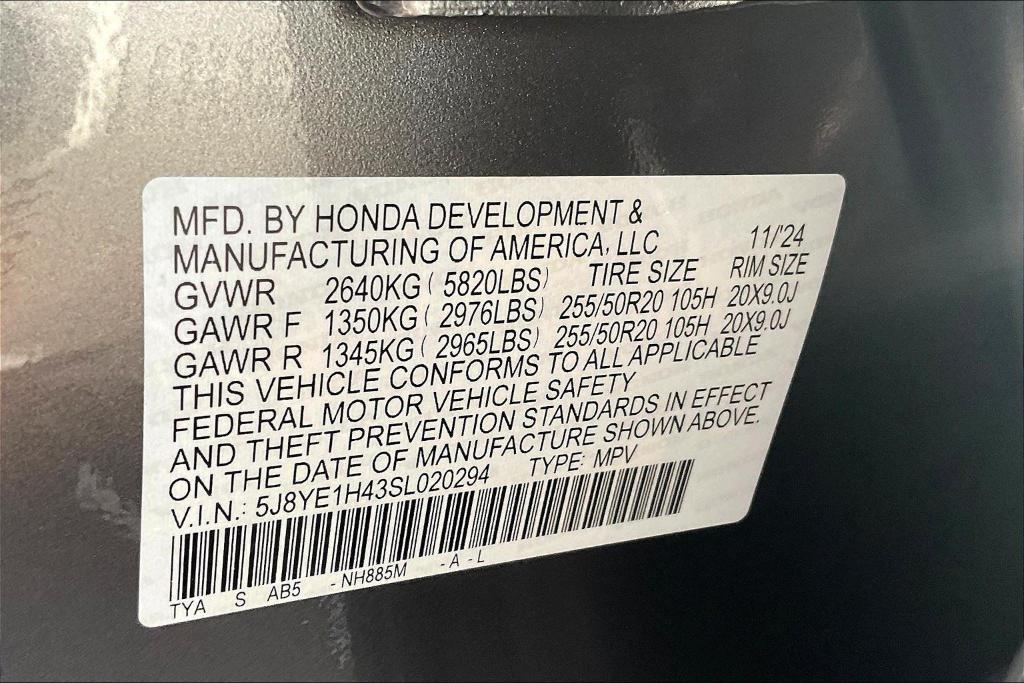 MFD. BY HONDA DEVELOPMENT &
MANUFACTURING OF AMERICA, LLC 11/'24
GVWR 2640KG ( 5820LBS) TIRE SIZE RIM SIZE
GAWR F 1350KG ( 2976LBS) 255/50R20 105H 20X9.0J
GAWR R 1345KG ( 2965LBS) 255/50R20 105H 20X9.0J
THIS VEHICLE CONFORMS TO ALL APPLICABLE
FEDERAL MOTOR VEHICLE SAFETY
AND THEFT PREVENTION STANDARDS IN EFFECT
ON THE DATE OF MANUFACTURE SHOWN ABOVE.
V.I.N.: 5J8YE1H43SL020294 TYPE: MPV
TYA S AB5 - NH885M - A - L